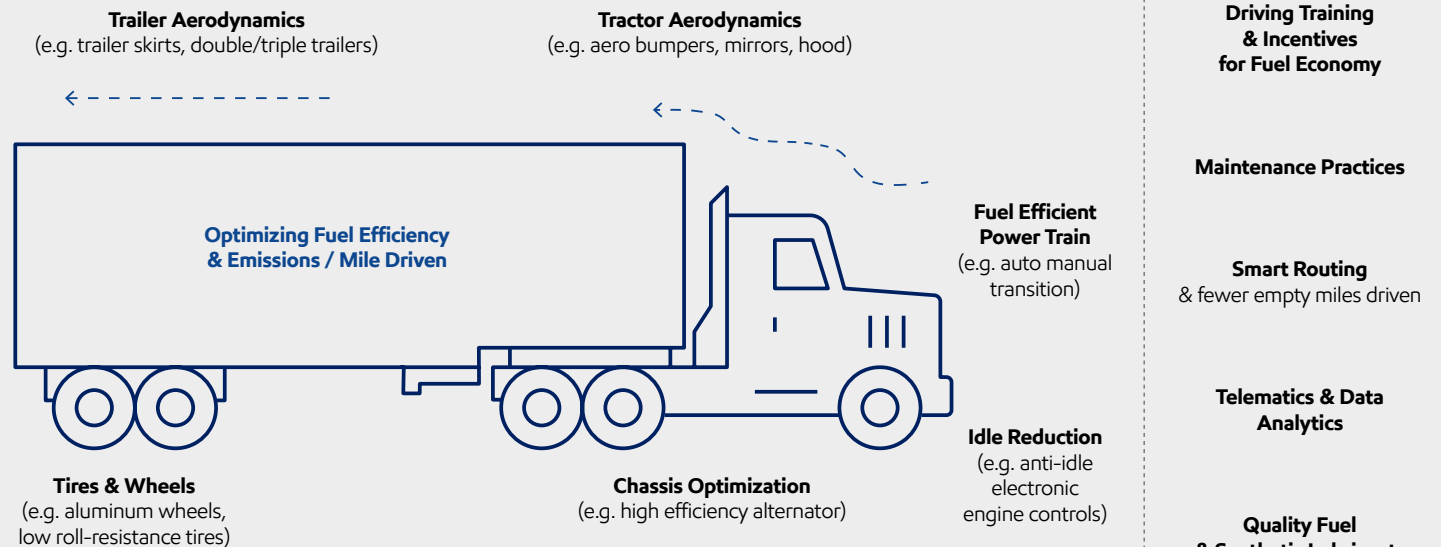 Trailer Aerodynamics
(e.g. trailer skirts, double/triple trailers)
Tractor Aerodynamics
(e.g. aero bumpers, mirrors, hood)
Optimizing Fuel Efficiency
& Emissions / Mile Driven
Fuel Efficient
Power Train
(e.g. auto manual
transition)
Idle Reduction
(e.g. anti-idle
electronic
engine controls)
Tires & Wheels
(e.g. aluminum wheels,
low roll-resistance tires)
Chassis Optimization
(e.g. high efficiency alternator)
Driving Training
& Incentives
for Fuel Economy
Maintenance Practices
Smart Routing
& fewer empty miles driven
Telematics & Data
Analytics
Quality Fuel